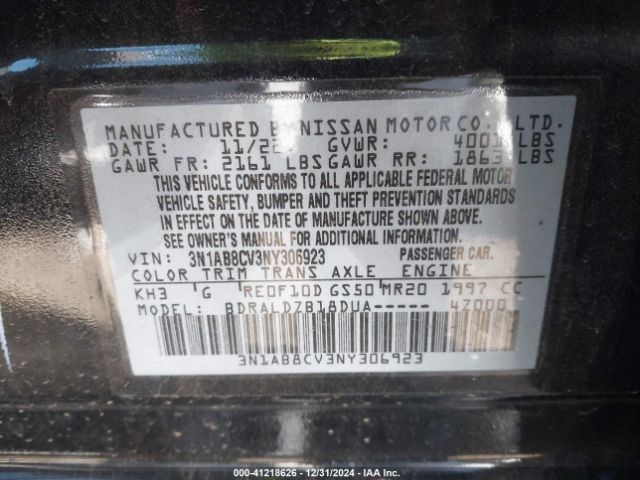 MANUFACTURED BY NISSAN MOTOR CO., LTD.
DATE: 11/22 GVWR: 4001 LBS
GAWR FR: 2161 LBS GAWR RR: 1863 LBS
THIS VEHICLE CONFORMS TO ALL APPLICABLE FEDERAL MOTOR
VEHICLE SAFETY, BUMPER AND THEFT PREVENTION STANDARDS
IN EFFECT ON THE DATE OF MANUFACTURE SHOWN ABOVE.
SEE OWNER'S MANUAL FOR ADDITIONAL INFORMATION.
VIN: 3N1AB8CV3NY306923 PASSENGER CAR.
COLOR TRIM TRANS AXLE ENGINE
KH3 G RE0F10D GS50 MR20 1997 CC
MODEL: BDRALDZB18DUA----- 47000
3N1AB8CV3NY306923
000-41218626 - 12/31/2024 - IAA Inc.